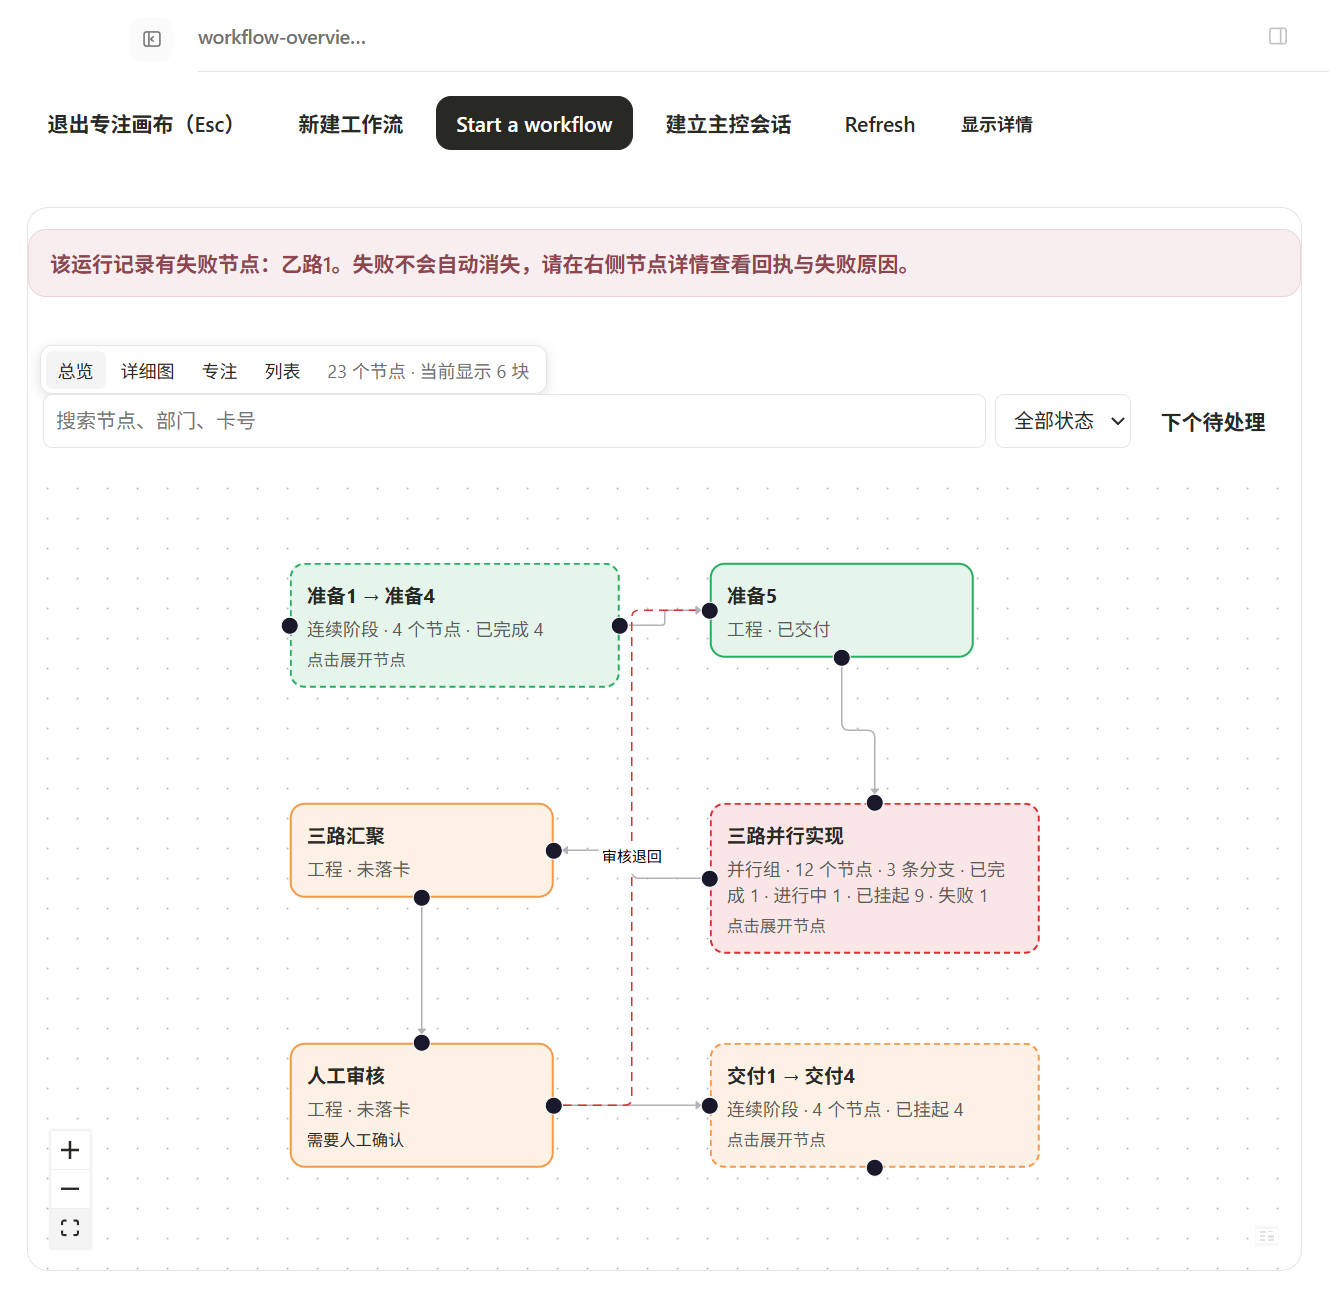 workflow-overvie...
退出专注画布（Esc） 新建工作流 Start a workflow 建立主控会话 Refresh 显示详情
该运行记录有失败节点：乙路1。失败不会自动消失，请在右侧节点详情查看回执与失败原因。
总览 详细图 专注 列表 23 个节点 · 当前显示 6 块
搜索节点、部门、卡号 全部状态 下个待处理
准备1 → 准备4
连续阶段 · 4 个节点 · 已完成 4
点击展开节点
准备5
工程 · 已交付
三路汇聚
工程 · 未落卡
审核退回
三路并行实现
并行组 · 12 个节点 · 3 条分支 · 已完
成 1 · 进行中 1 · 已挂起 9 · 失败 1
点击展开节点
人工审核
工程 · 未落卡
需要人工确认
交付1 → 交付4
连续阶段 · 4 个节点 · 已挂起 4
点击展开节点